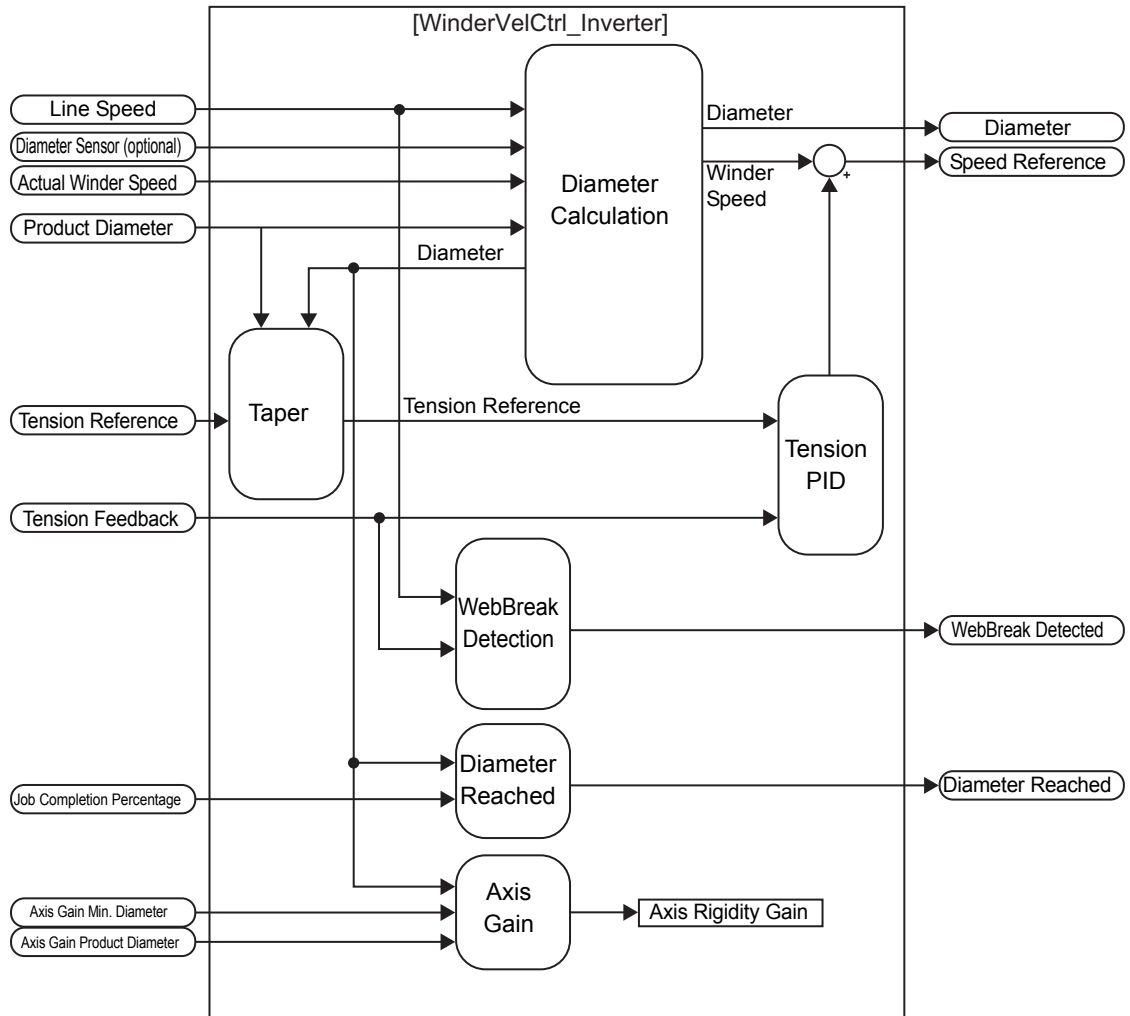 [WinderVelCtrl_Inverter]
Line Speed
Diameter Sensor (optional)
Actual Winder Speed
Product Diameter
Diameter
Calculation
Diameter
Winder
Speed
+
Diameter
Speed Reference
Diameter
Tension Reference
Taper
Tension Reference
Tension
PID
Tension Feedback
WebBreak
Detection
WebBreak Detected
Job Completion Percentage
Diameter
Reached
Diameter Reached
Axis Gain Min. Diameter
Axis Gain Product Diameter
Axis
Gain
Axis Rigidity Gain